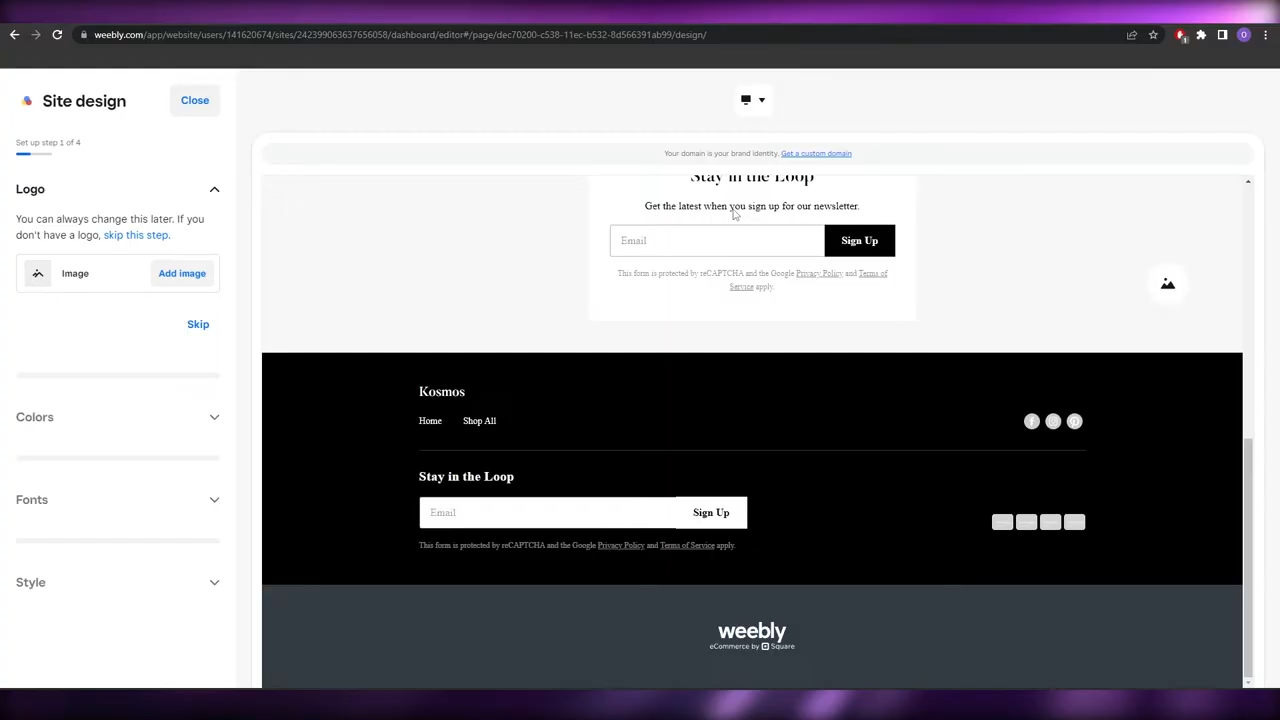 weebly.com/app/website/users/141620674/sites/242399063637656058/dashboard/editor#/page/dec70200-c538-11ec-b532-8d566391ab99/design/
1
O
Site design
Close
Set up step 1 of 4
Your domain is your brand identity. Get a custom domain
Logo
You can always change this later. If you
don't have a logo, skip this step.
Image
Add image
Skip
Colors
Fonts
Style
Stay in the Loop
Get the latest when you sign up for our newsletter.
Email
Sign Up
This form is protected by reCAPTCHA and the Google Privacy Policy and Terms of
Service apply.
Kosmos
Home
Shop All
Stay in the Loop
Email
Sign Up
This form is protected by reCAPTCHA and the Google Privacy Policy and Terms of Service apply.
weebly
eCommerce by Square